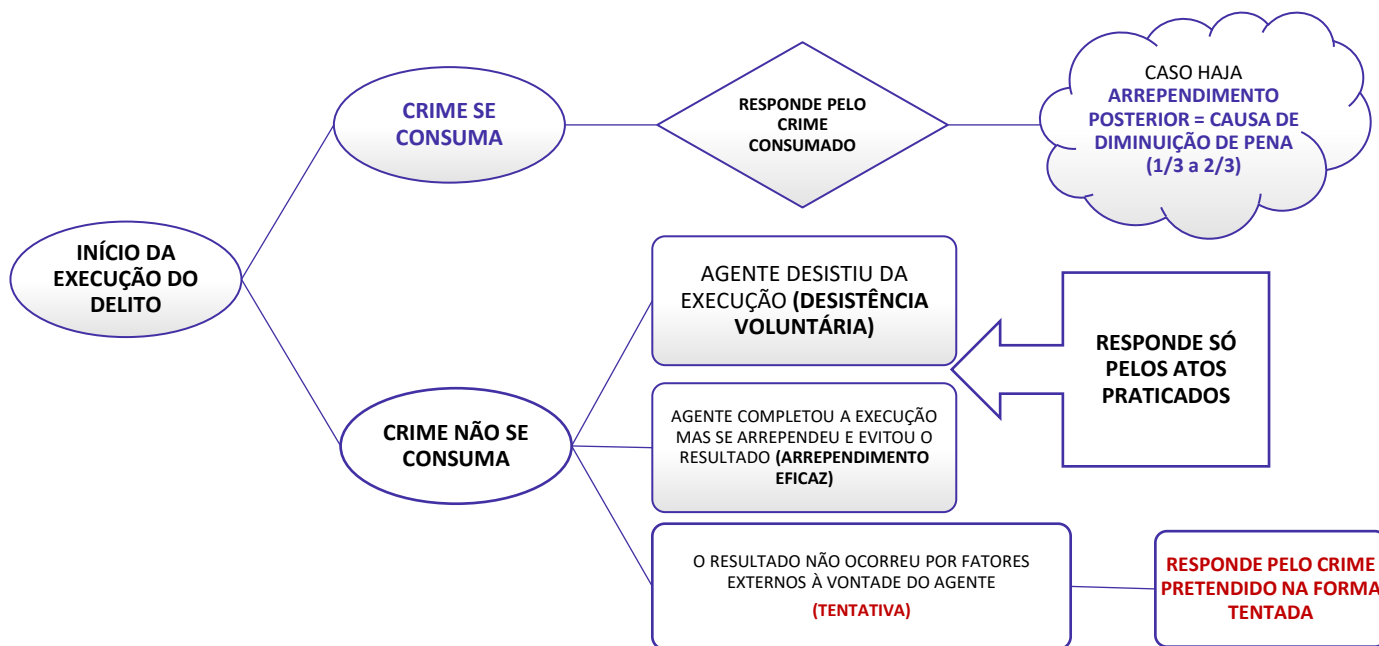 INÍCIO DA
EXECUÇÃO DO
DELITO
CRIME SE
CONSUMA
RESPONDE PELO
CRIME
CONSUMADO
CASO HAJA
ARREPENDIMENTO
POSTERIOR = CAUSA DE
DIMINUIÇÃO DE PENA
(1/3 a 2/3)
CRIME NÃO SE
CONSUMA
AGENTE DESISTIU DA
EXECUÇÃO (DESISTÊNCIA
VOLUNTÁRIA)
AGENTE COMPLETOU A EXECUÇÃO
MAS SE ARREPENDEU E EVITOU O
RESULTADO (ARREPENDIMENTO
EFICAZ)
RESPONDE SÓ
PELOS ATOS
PRATICADOS
O RESULTADO NÃO OCORREU POR FATORES
EXTERNOS À VONTADE DO AGENTE
(TENTATIVA)
RESPONDE PELO CRIME
PRETENDIDO NA FORMA
TENTADA